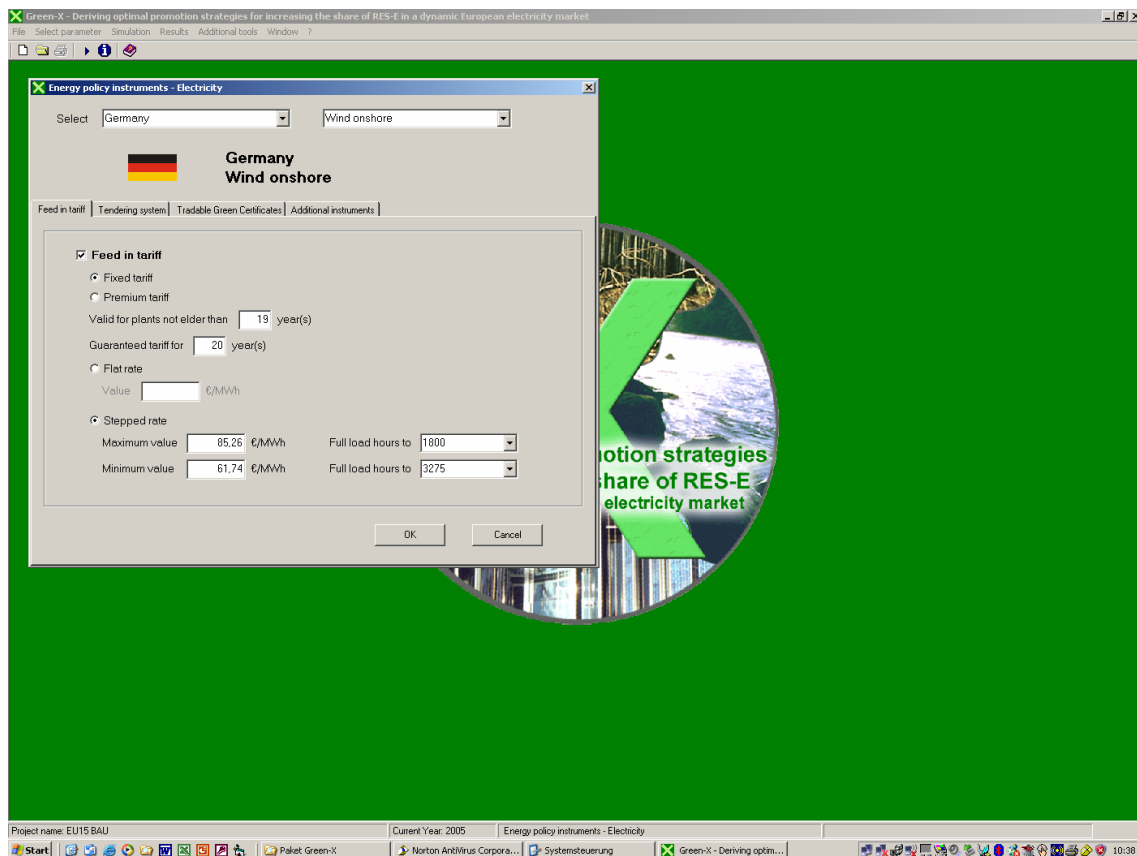 Green-X - Deriving optimal promotion strategies for increasing the share of RES-E in a dynamic European electricity market
File Select parameter Simulation Results Additional tools Window ?
Energy policy instruments - Electricity
Select Germany Wind onshore
Germany
Wind onshore
Feed in tariff Tendering system Tradable Green Certificates Additional instruments
Feed in tariff
Fixed tariff
Premium tariff
Valid for plants not elder than 19 year(s)
Guaranteed tariff for 20 year(s)
Flat rate
Value €/MWh
Stepped rate
Maximum value 85,26 €/MWh Full load hours to 1800
Minimum value 61,74 €/MWh Full load hours to 3275
OK Cancel
otion strategies
hare of RES-E
electricity market
Project name: EU15 BAU Current Year: 2005 Energy policy instruments - Electricity
Start Paket Green-X Norton AntiVirus Corpora... Systemsteuerung Green-X - Deriving optim... 10:38